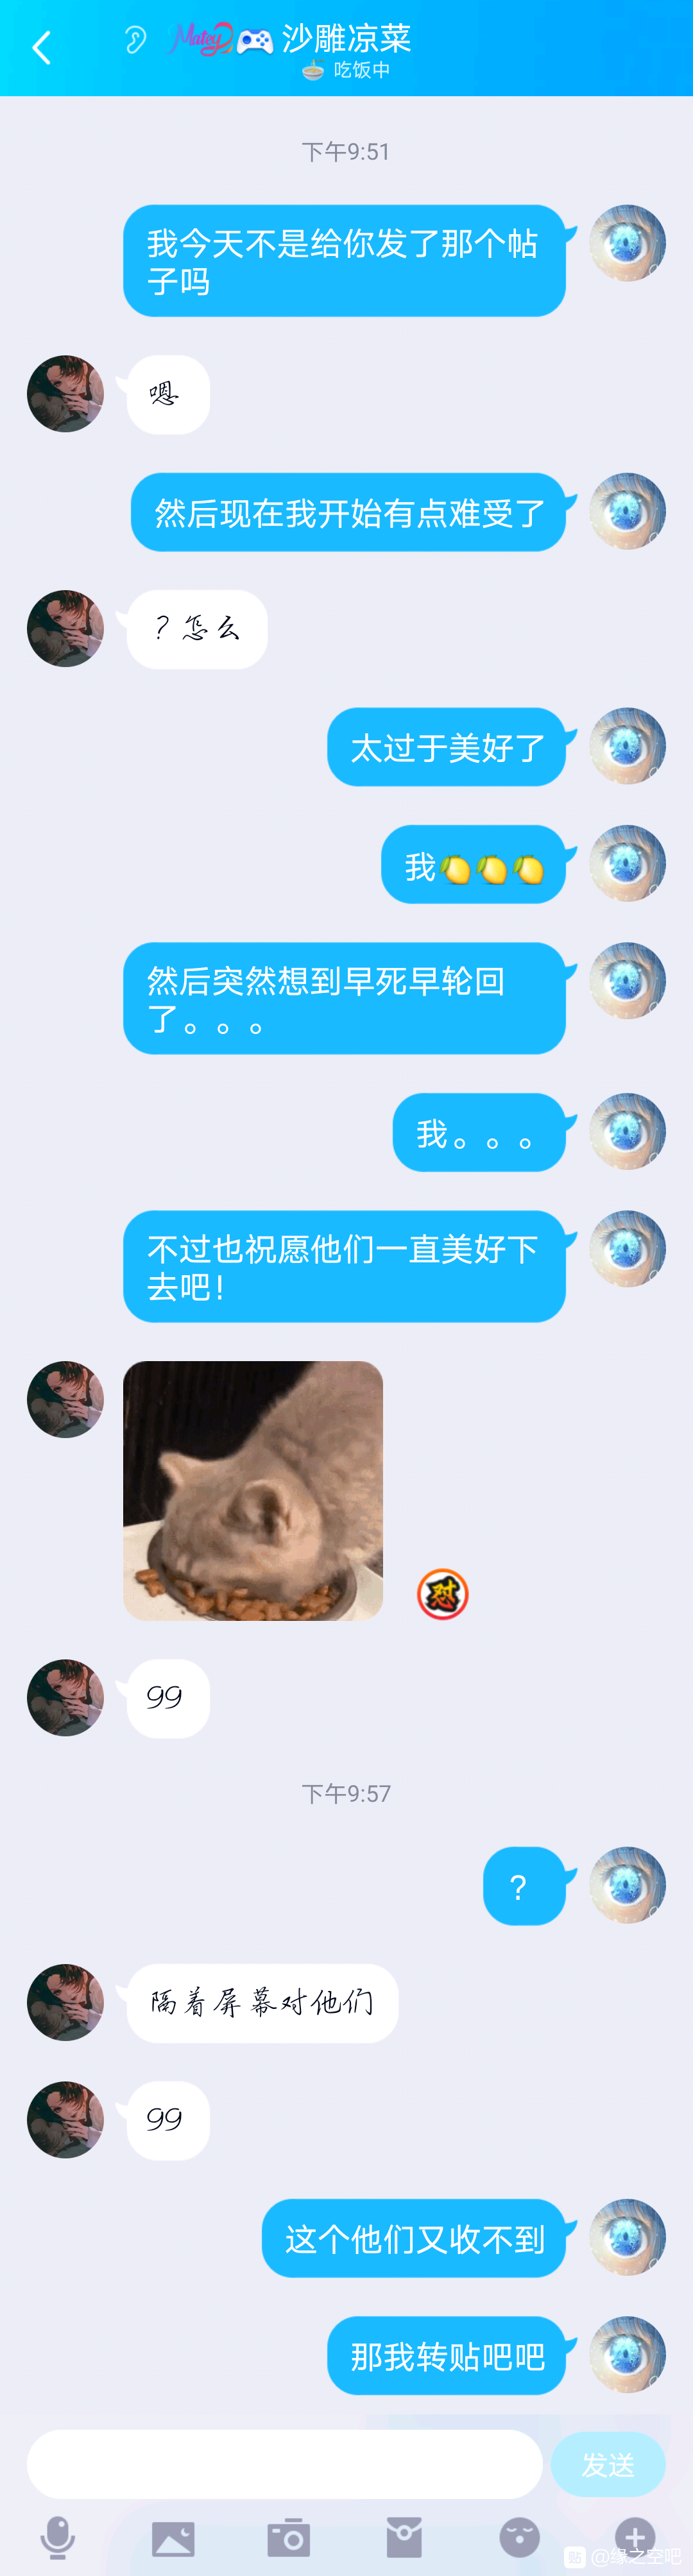 Matey 沙雕凉菜
吃饭中
下午9:51
我今天不是给你发了那个帖
子吗
嗯
然后现在我开始有点难受了
？怎么
太过于美好了
我🍋🍋🍋
然后突然想到早死早轮回
了。。。
我。。。
不过也祝愿他们一直美好下
去吧!
怼
99
下午9:57
?
隔着屏幕对他们
99
这个他们又收不到
那我转贴吧吧
发送
贴 @缘之空吧